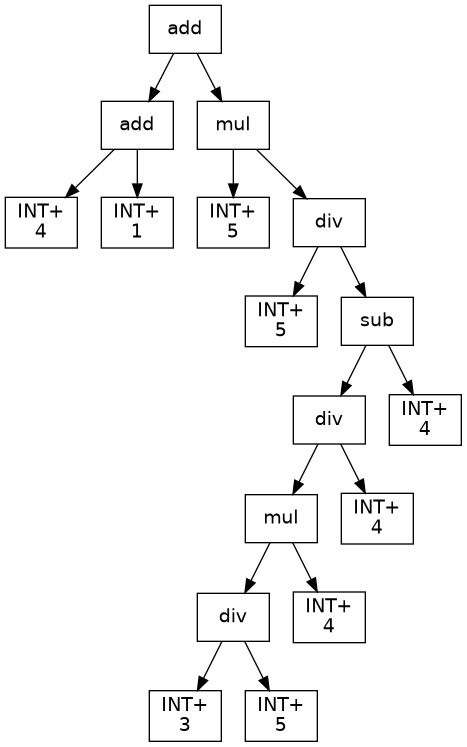 add
add
mul
INT+
4
INT+
1
INT+
5
div
INT+
5
sub
div
INT+
4
mul
INT+
4
div
INT+
4
INT+
3
INT+
5